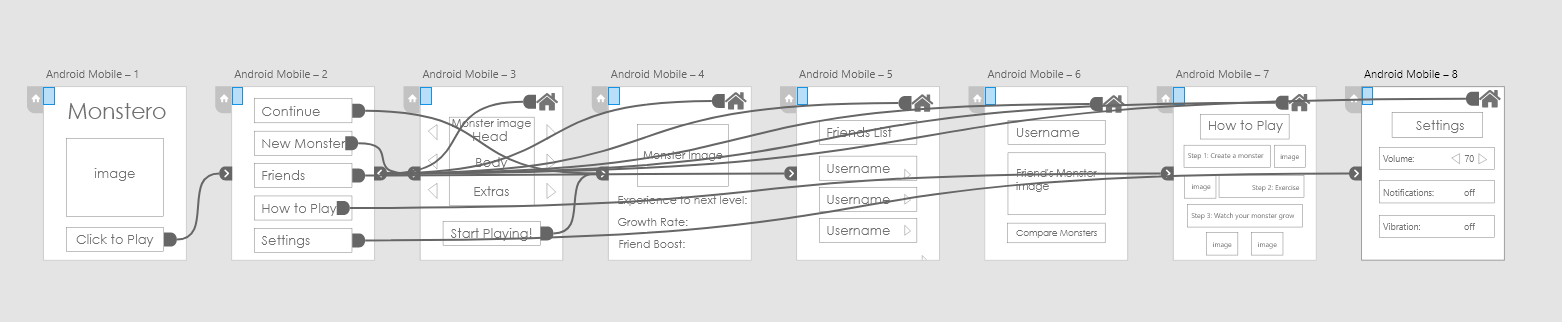 Android Mobile – 1
Monstero
image
Click to Play
Android Mobile – 2
Continue
New Monster
Friends
How to Play
Settings
Android Mobile – 3
Monster image
Head
Body
Extras
Start Playing!
Android Mobile – 4
Monster image
Experience to next level:
Growth Rate:
Friend Boost:
Android Mobile – 5
Friends List
Username
Username
Username
Android Mobile – 6
Username
Friend's Monster
image
Compare Monsters
Android Mobile – 7
How to Play
Step 1: Create a monster
image
image
Step 2: Exercise
Step 3: Watch your monster grow
image
image
Android Mobile – 8
Settings
Volume: 70
Notifications: off
Vibration: off